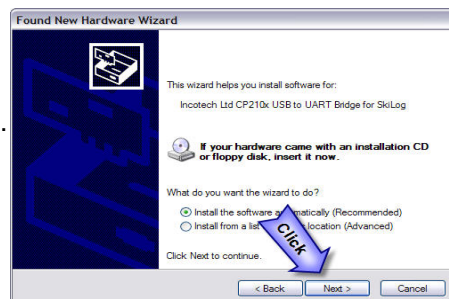 Found New Hardware Wizard
This wizard helps you install software for:
Incotech Ltd CP210x USB to UART Bridge for SkiLog
If your hardware came with an installation CD
or floppy disk, insert it now.
What do you want the wizard to do?
Install the software automatically (Recommended)
Install from a list location (Advanced)
Click
Click Next to continue.
< Back Next > Cancel